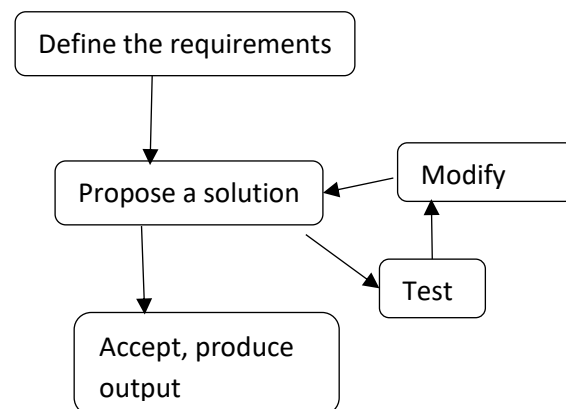 Define the requirements
Propose a solution
Modify
Test
Accept, produce
output